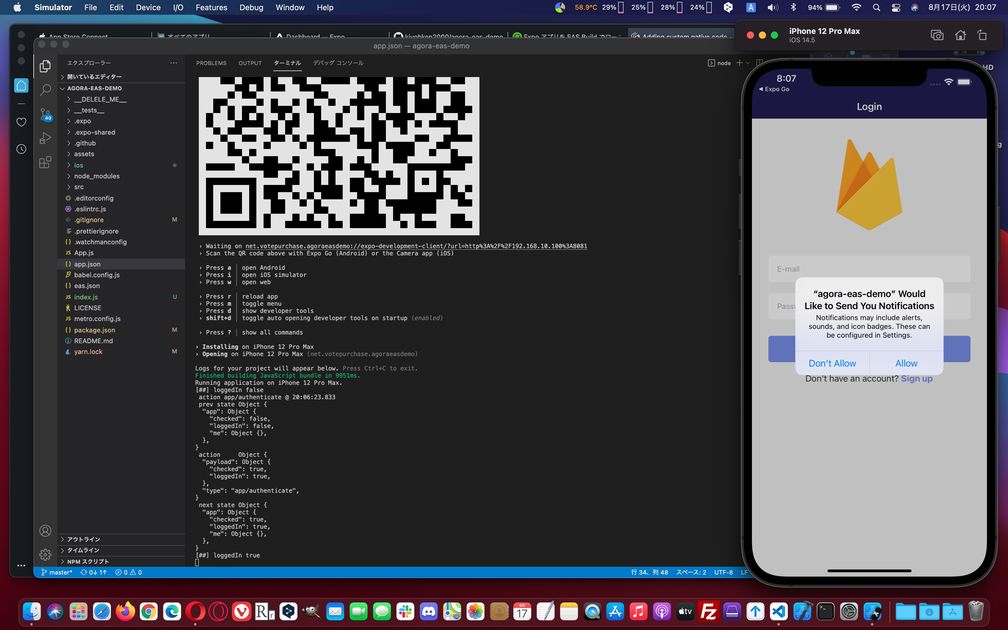 Simulator File Edit Device I/O Features Debug Window Help 58.9°C 29% 25% 28% 24% 94% 8月17日(火) 20:07
app.json — agora-eas-demo
iPhone 12 Pro Max
iOS 14.5
エクスプローラー
開いているエディター
AGORA-EAS-DEMO
__DELELE_ME__
__tests__
.expo
.expo-shared
.github
assets
ios
node_modules
src
.editorconfig
.eslintrc.js
.gitignore M
.prettierignore
.watchmanconfig
App.js
app.json
babel.config.js
eas.json
index.js U
LICENSE
metro.config.js
package.json M
README.md
yarn.lock M
アウトライン
タイムライン
NPM スクリプト
PROBLEMS OUTPUT ターミナル デバッグ コンソール node
› Waiting on net.votepurchase.agoraeasdemo://expo-development-client/?url=http%3A%2F%2F192.168.10.100%3A8081
› Scan the QR code above with Expo Go (Android) or the Camera app (iOS)
› Press a │ open Android
› Press i │ open iOS simulator
› Press w │ open web
› Press r │ reload app
› Press m │ toggle menu
› Press d │ show developer tools
› shift+d │ toggle auto opening developer tools on startup (enabled)
› Press ? │ show all commands
› Installing on iPhone 12 Pro Max
› Opening on iPhone 12 Pro Max (net.votepurchase.agoraeasdemo)
Logs for your project will appear below. Press Ctrl+C to exit.
Finished building JavaScript bundle in 9951ms.
Running application on iPhone 12 Pro Max.
[##] loggedIn false
action app/authenticate @ 20:06:23.833
prev state Object {
"app": Object {
"checked": false,
"loggedIn": false,
"me": Object {},
},
}
action Object {
"payload": Object {
"checked": true,
"loggedIn": true,
},
"type": "app/authenticate",
}
next state Object {
"app": Object {
"checked": true,
"loggedIn": true,
"me": Object {},
},
}
[##] loggedIn true
master* 0↓ 1↑ 0 0 行 34、列 48 スペース: 2 UTF-8 LF
8:07
Expo Go
Login
E-mail
“agora-eas-demo” Would
Like to Send You Notifications
Notifications may include alerts,
sounds, and icon badges. These can
be configured in Settings.
Don’t Allow Allow
Don't have an account? Sign up